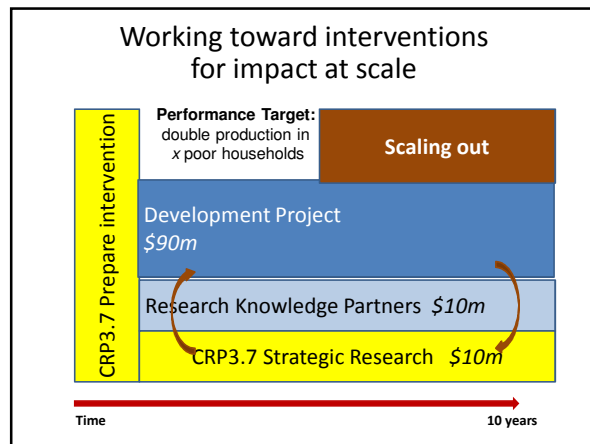 Working toward interventions
for impact at scale
CRP3.7 Prepare intervention
Performance Target:
double production in
x poor households
Scaling out
Development Project
$90m
Research Knowledge Partners $10m
CRP3.7 Strategic Research $10m
Time
10 years